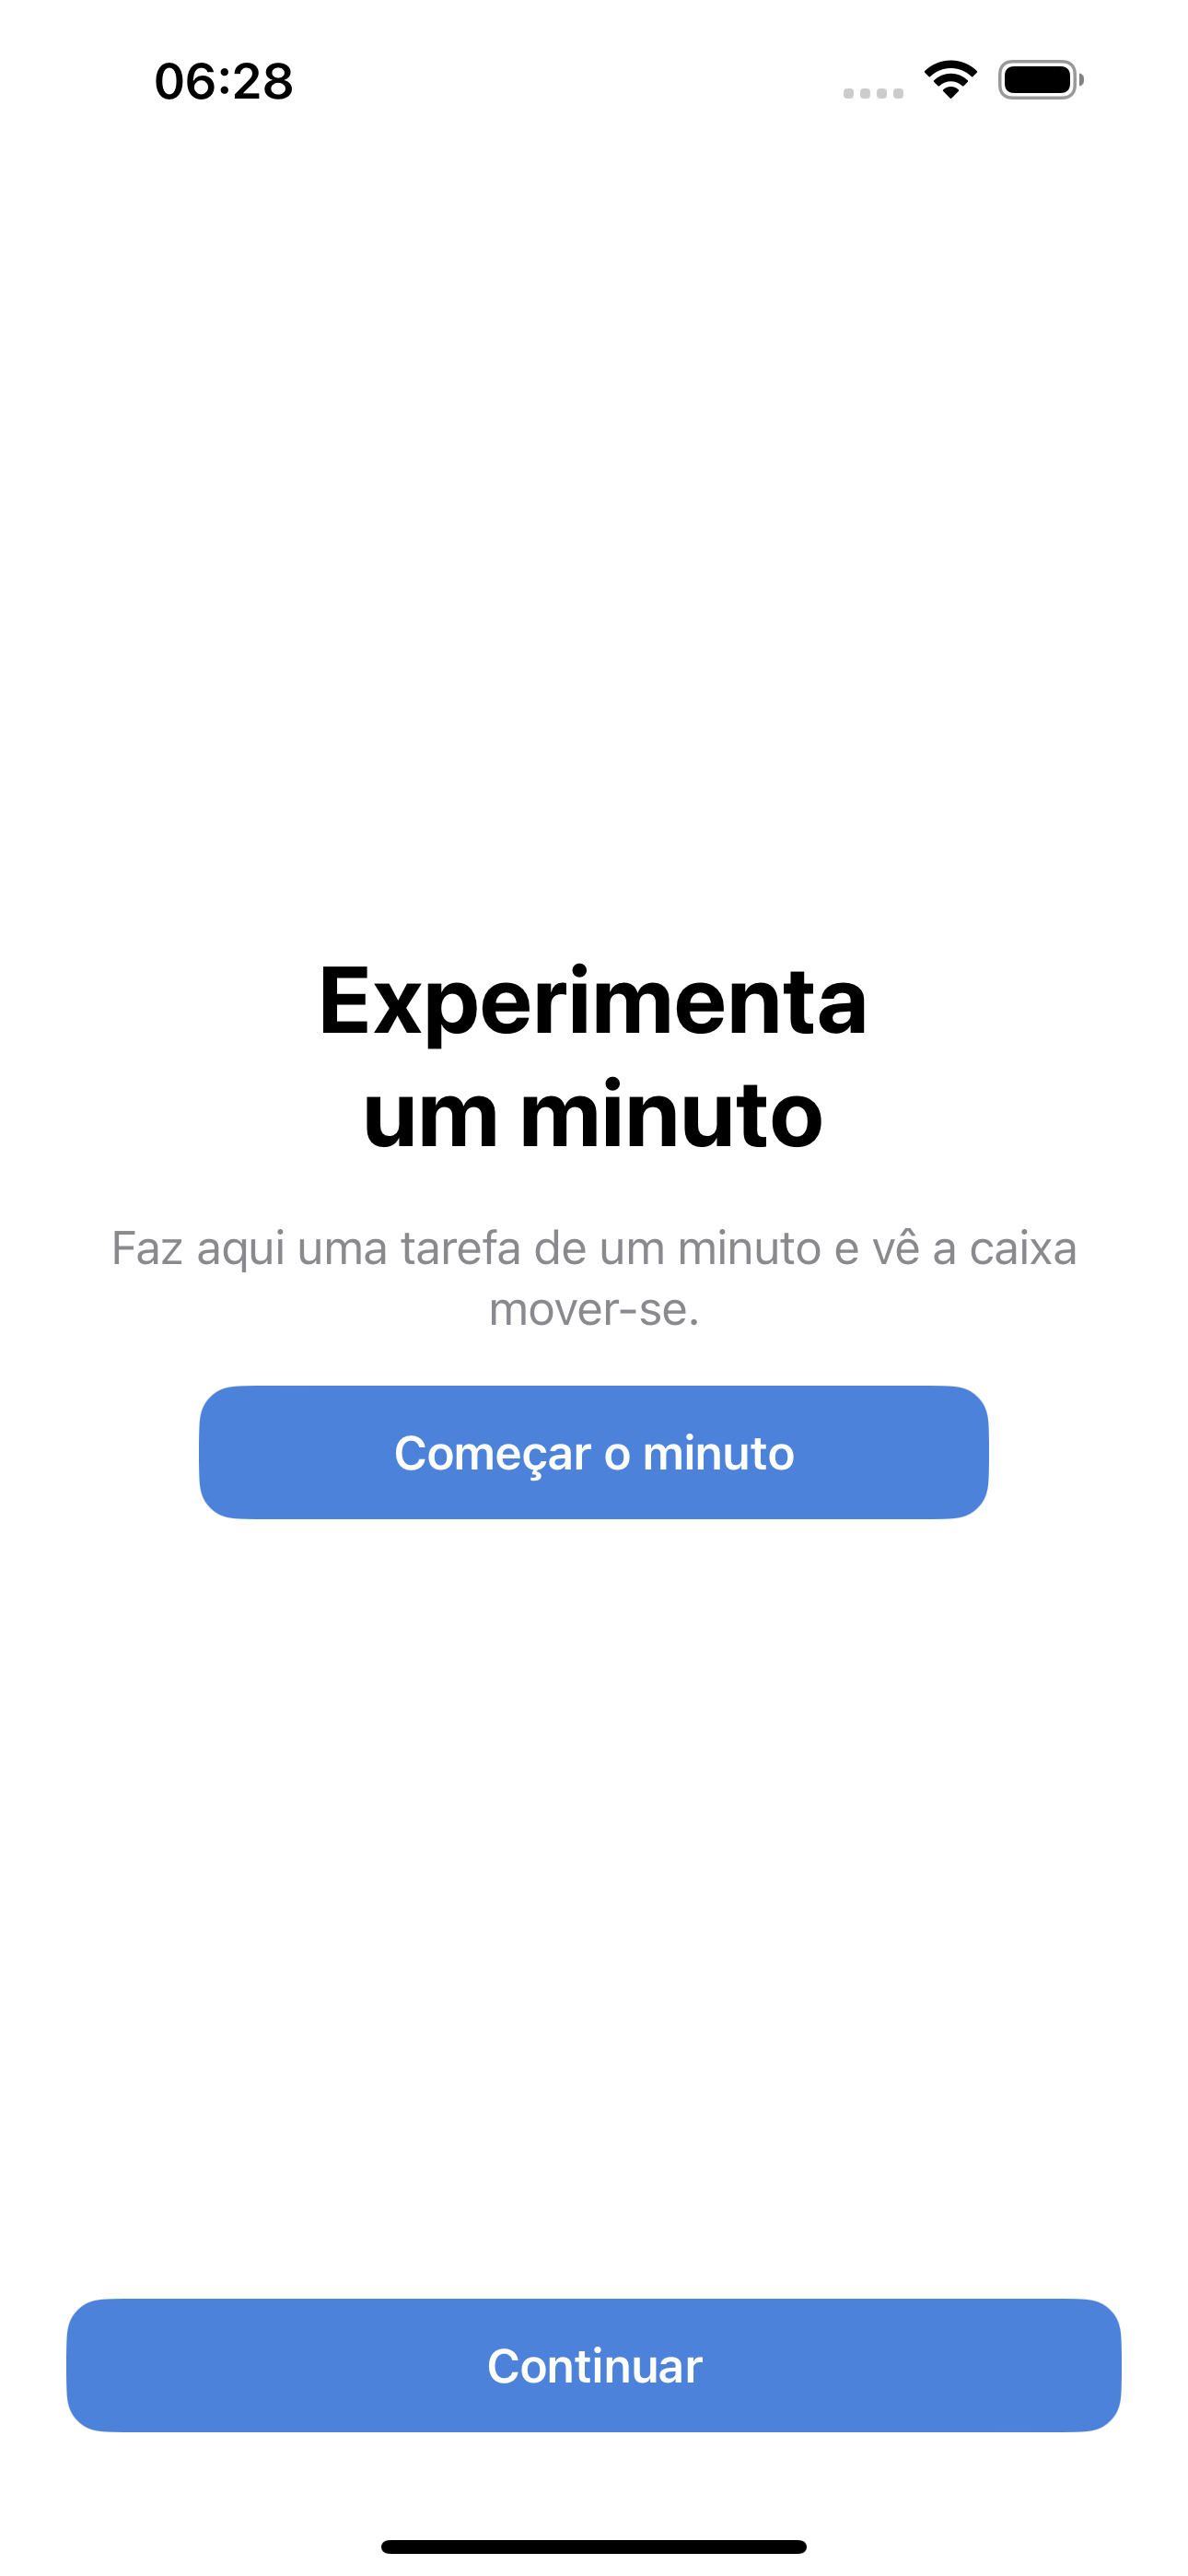 06:28
Experimenta
um minuto
Faz aqui uma tarefa de um minuto e vê a caixa
mover-se.
Começar o minuto
Continuar